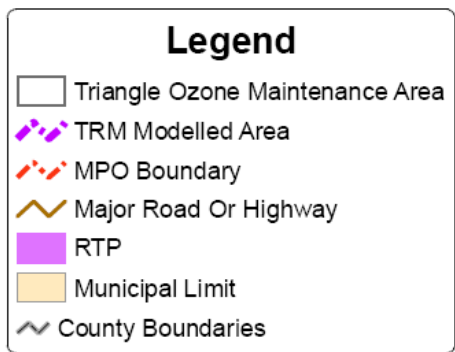 Legend
Triangle Ozone Maintenance Area
TRM Modelled Area
MPO Boundary
Major Road Or Highway
RTP
Municipal Limit
County Boundaries